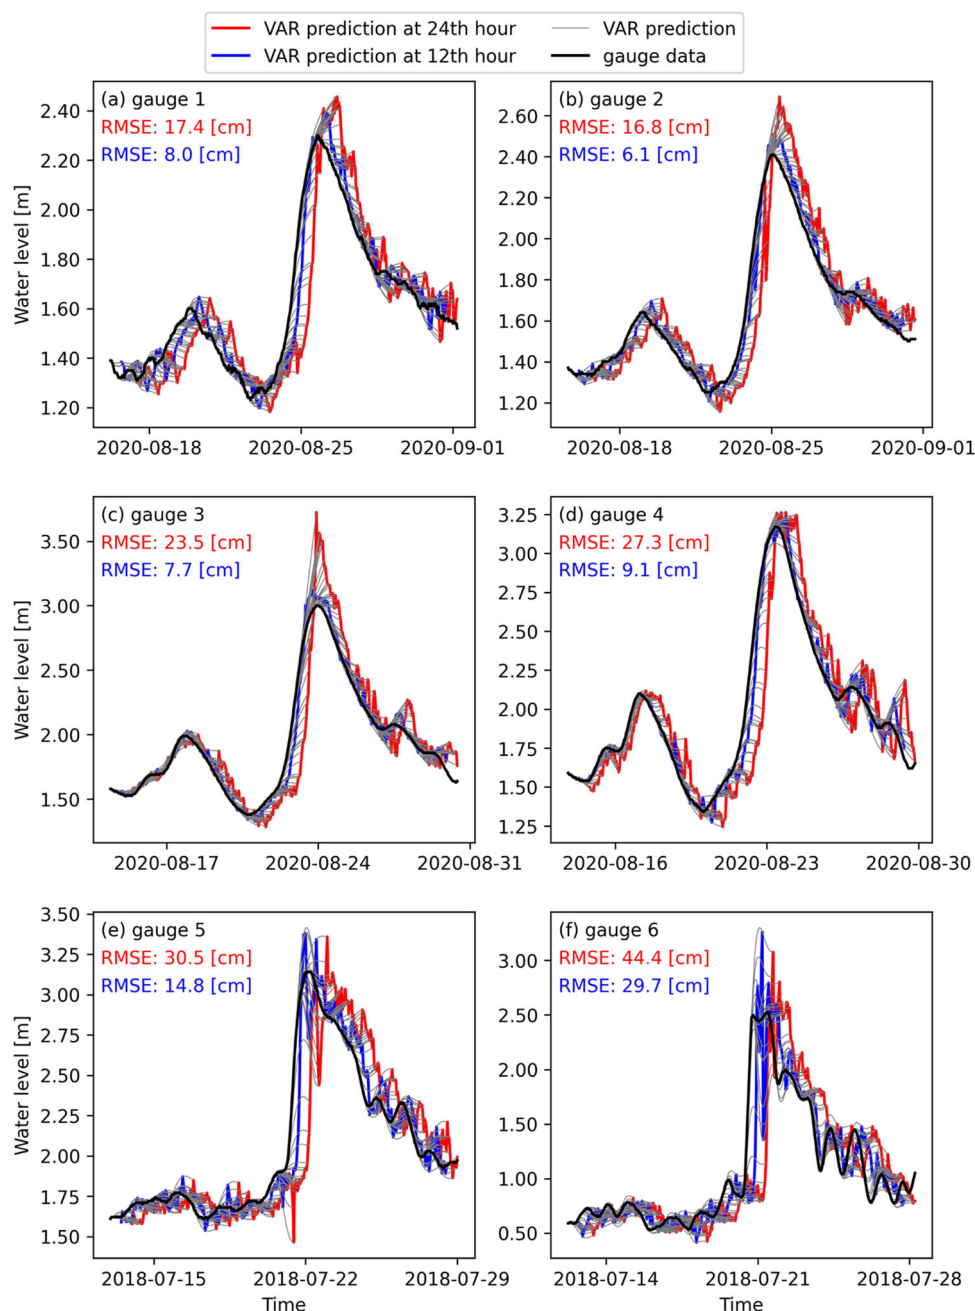 VAR prediction at 24th hour VAR prediction
VAR prediction at 12th hour gauge data
(a) gauge 1
RMSE: 17.4 [cm]
RMSE: 8.0 [cm]
Water level [m]
2.40
2.20
2.00
1.80
1.60
1.40
1.20
2020-08-18 2020-08-25 2020-09-01
(b) gauge 2
RMSE: 16.8 [cm]
RMSE: 6.1 [cm]
2.60
2.40
2.20
2.00
1.80
1.60
1.40
1.20
2020-08-18 2020-08-25 2020-09-01
(c) gauge 3
RMSE: 23.5 [cm]
RMSE: 7.7 [cm]
Water level [m]
3.50
3.00
2.50
2.00
1.50
2020-08-17 2020-08-24 2020-08-31
(d) gauge 4
RMSE: 27.3 [cm]
RMSE: 9.1 [cm]
3.25
3.00
2.75
2.50
2.25
2.00
1.75
1.50
1.25
2020-08-16 2020-08-23 2020-08-30
(e) gauge 5
RMSE: 30.5 [cm]
RMSE: 14.8 [cm]
Water level [m]
3.50
3.25
3.00
2.75
2.50
2.25
2.00
1.75
1.50
2018-07-15 2018-07-22 2018-07-29
Time
(f) gauge 6
RMSE: 44.4 [cm]
RMSE: 29.7 [cm]
3.00
2.50
2.00
1.50
1.00
0.50
2018-07-14 2018-07-21 2018-07-28
Time